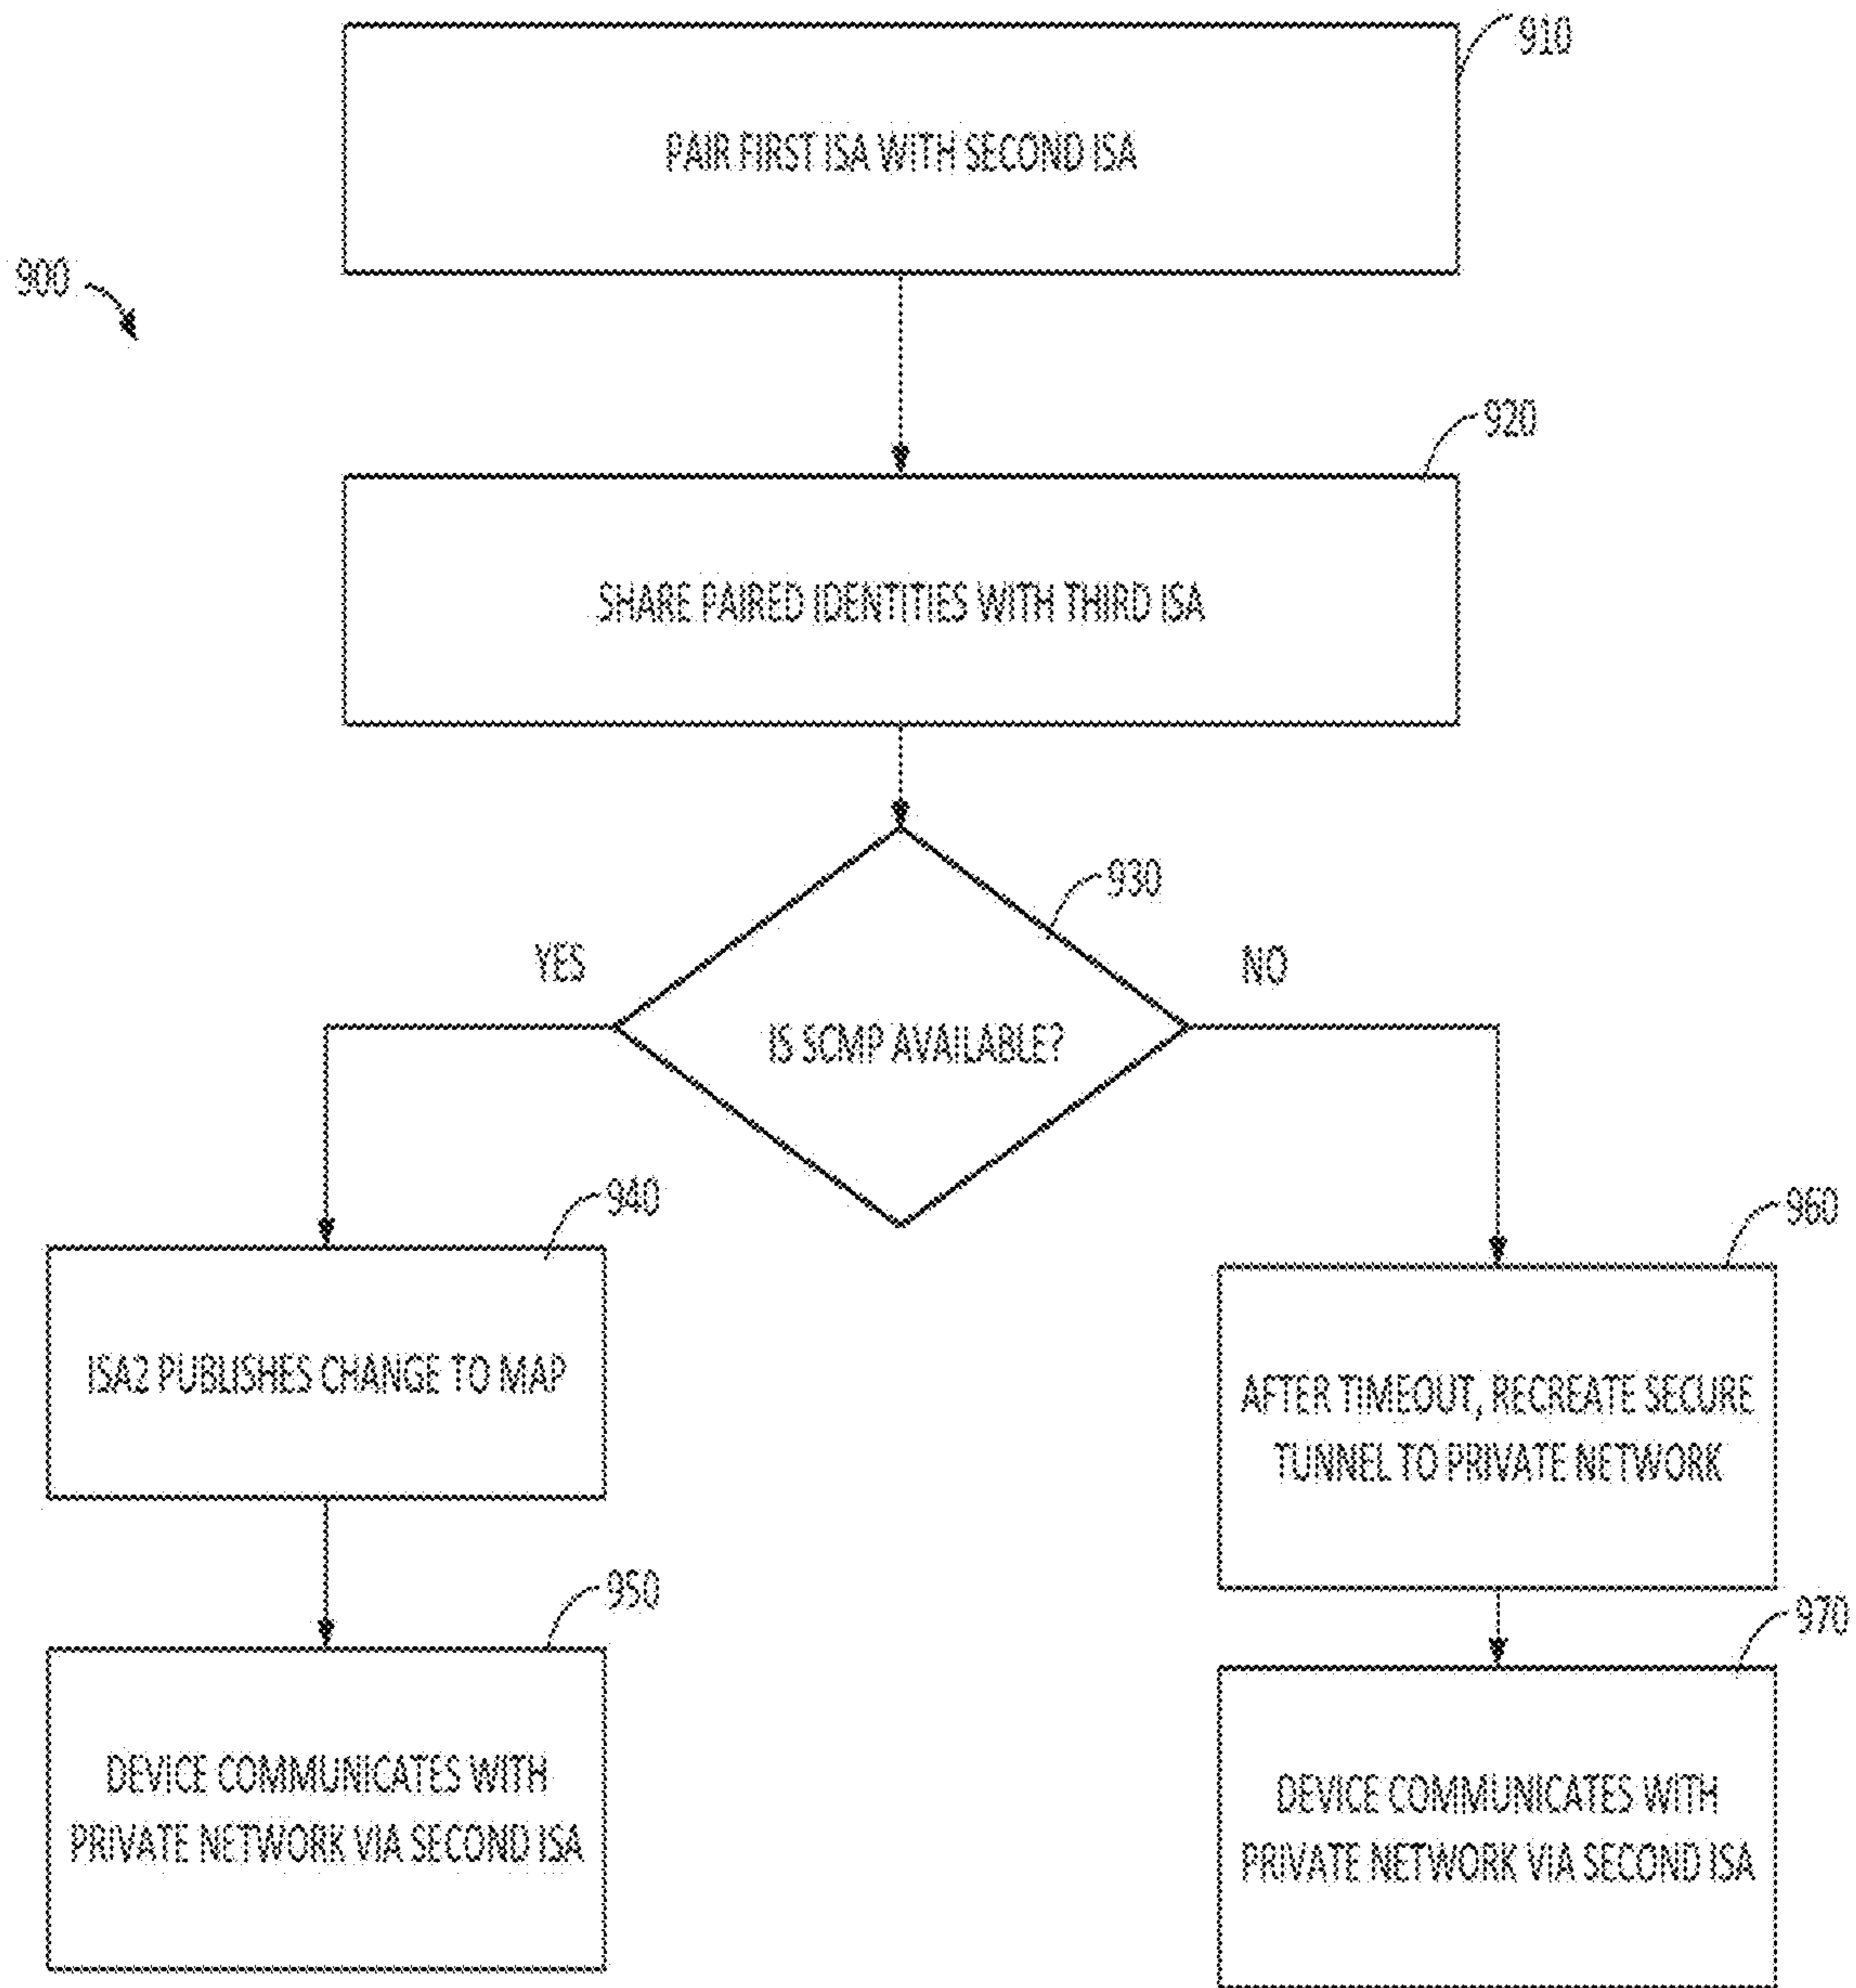 910
PAIR FIRST ISA WITH SECOND ISA
900
920
SHARE PAIRED IDENTITIES WITH THIRD ISA
930
YES
NO
IS SCMP AVAILABLE?
940
960
ISA2 PUBLISHES CHANGE TO MAP
AFTER TIMEOUT, RECREATE SECURE
TUNNEL TO PRIVATE NETWORK
950
970
DEVICE COMMUNICATES WITH
PRIVATE NETWORK VIA SECOND ISA
DEVICE COMMUNICATES WITH
PRIVATE NETWORK VIA SECOND ISA